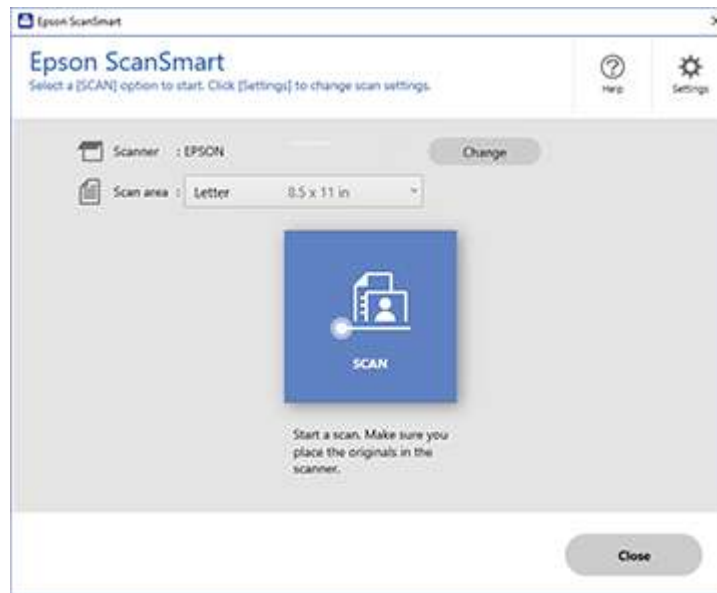 Epson ScanSmart
Epson ScanSmart
Select a [SCAN] option to start. Click [Settings] to change scan settings.
Help
Settings
Scanner : EPSON
Change
Scan area : Letter 8.5 x 11 in
SCAN
Start a scan. Make sure you
place the originals in the
scanner.
Close